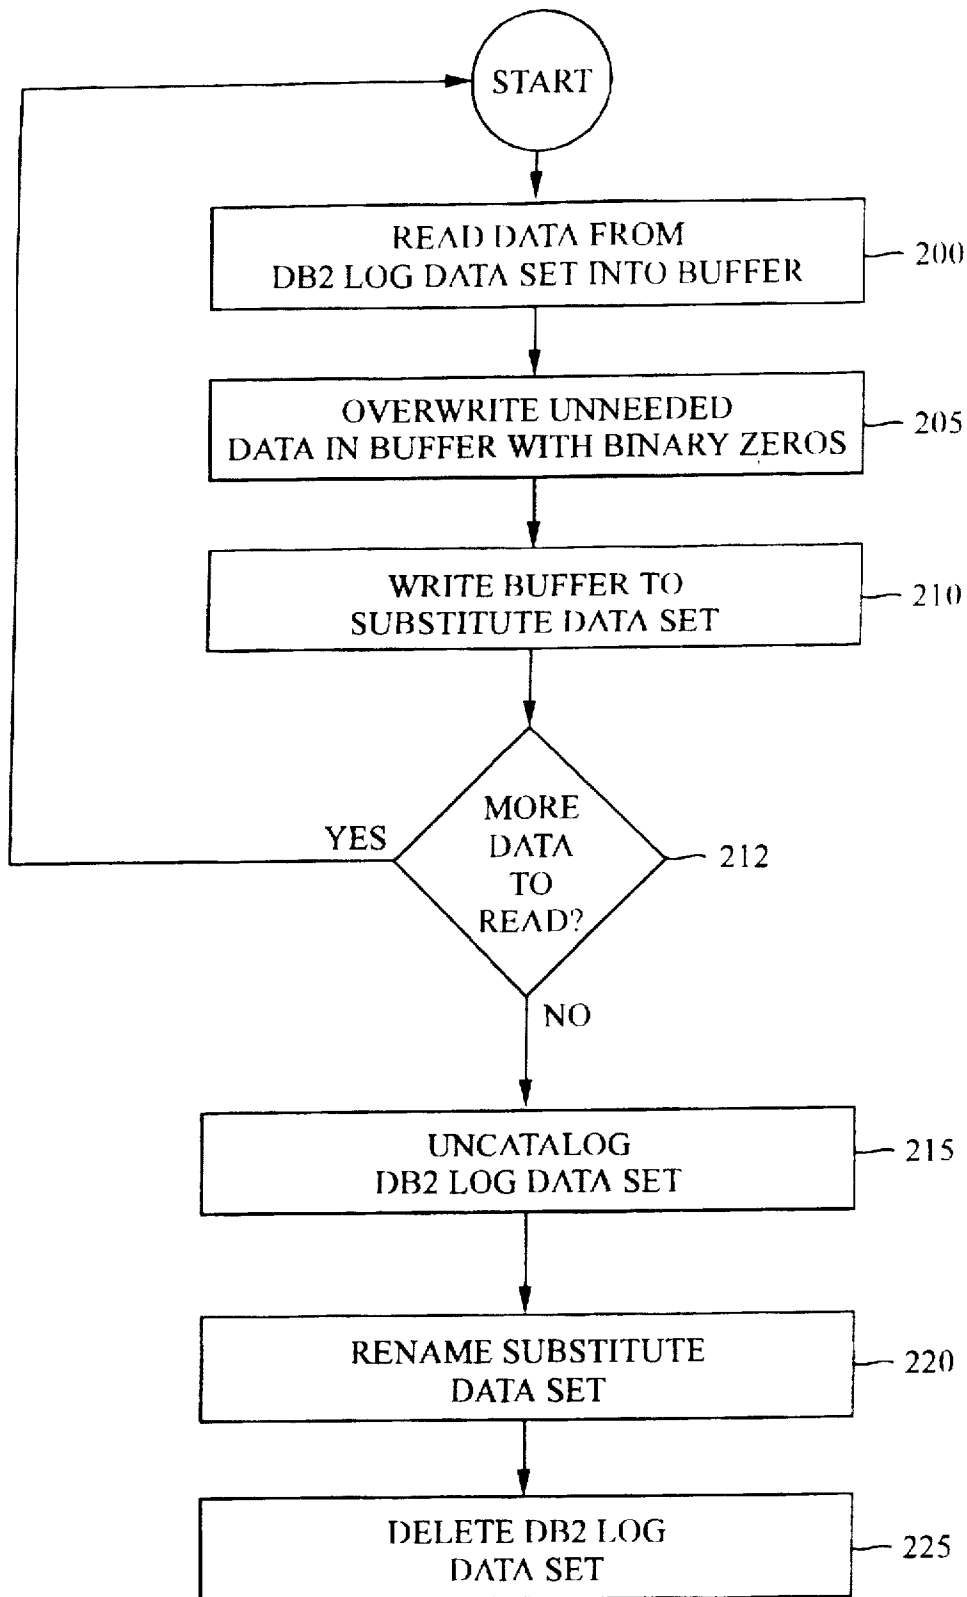 START
READ DATA FROM
DB2 LOG DATA SET INTO BUFFER
200
OVERWRITE UNNEEDED
DATA IN BUFFER WITH BINARY ZEROS
205
WRITE BUFFER TO
SUBSTITUTE DATA SET
210
MORE
DATA
TO
READ?
YES
212
NO
UNCATALOG
DB2 LOG DATA SET
215
RENAME SUBSTITUTE
DATA SET
220
DELETE DB2 LOG
DATA SET
225